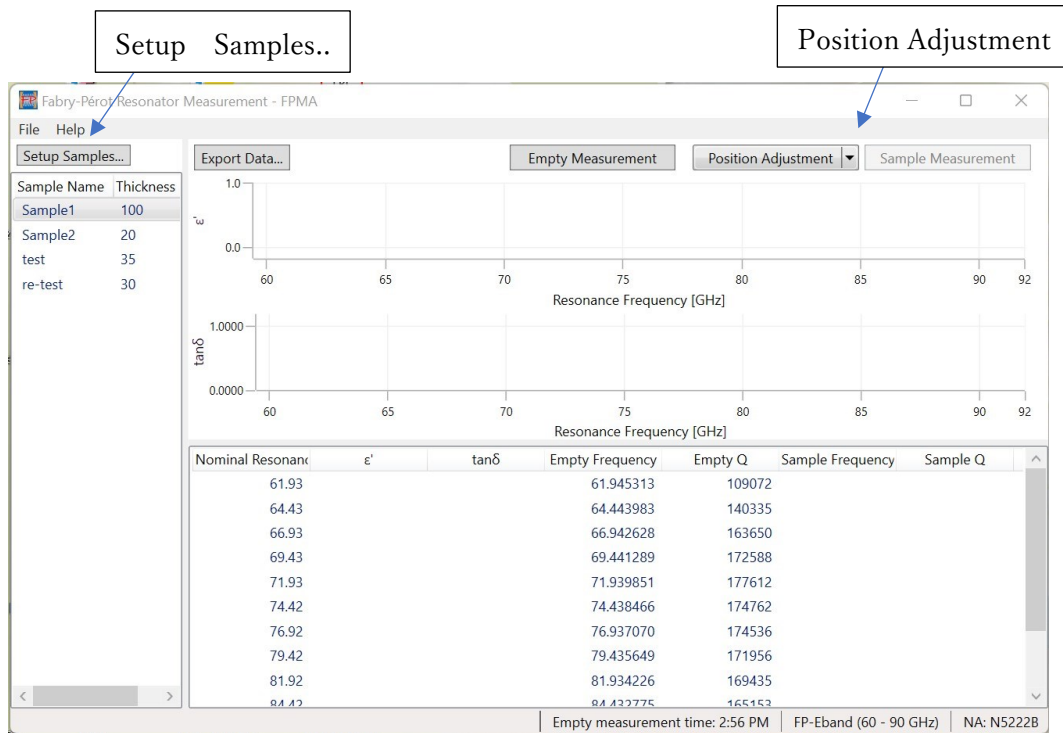 Setup Samples..
Position Adjustment
Fabry-Pérot Resonator Measurement - FPMA
File Help
Setup Samples...
Export Data...
Empty Measurement
Position Adjustment
Sample Measurement
Sample Name Thickness
Sample1 100
Sample2 20
test 35
re-test 30
1.0
ε'
0.0
60 65 70 75 80 85 90 92
Resonance Frequency [GHz]
1.0000
tanδ
0.0000
60 65 70 75 80 85 90 92
Resonance Frequency [GHz]
Nominal Resonanc ε' tanδ Empty Frequency Empty Q Sample Frequency Sample Q
61.93 61.945313 109072
64.43 64.443983 140335
66.93 66.942628 163650
69.43 69.441289 172588
71.93 71.939851 177612
74.42 74.438466 174762
76.92 76.937070 174536
79.42 79.435649 171956
81.92 81.934226 169435
84.42 84.432775 165153
Empty measurement time: 2:56 PM FP-Eband (60 - 90 GHz) NA: N5222B